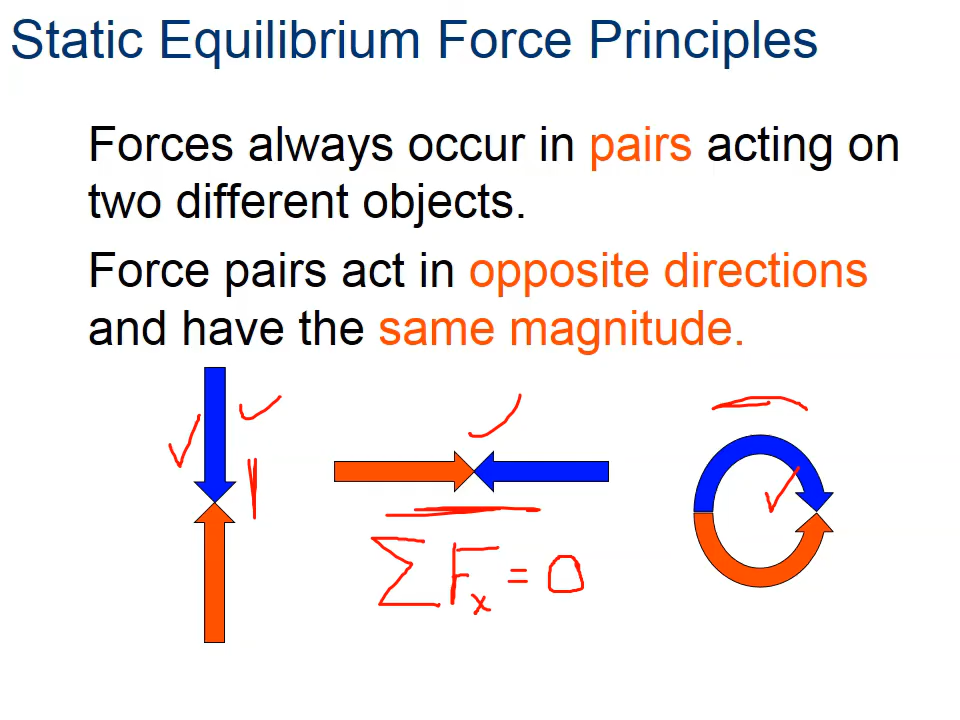 Static Equilibrium Force Principles
Forces always occur in pairs acting on
two different objects.
Force pairs act in opposite directions
and have the same magnitude.
∑ Fx = 0